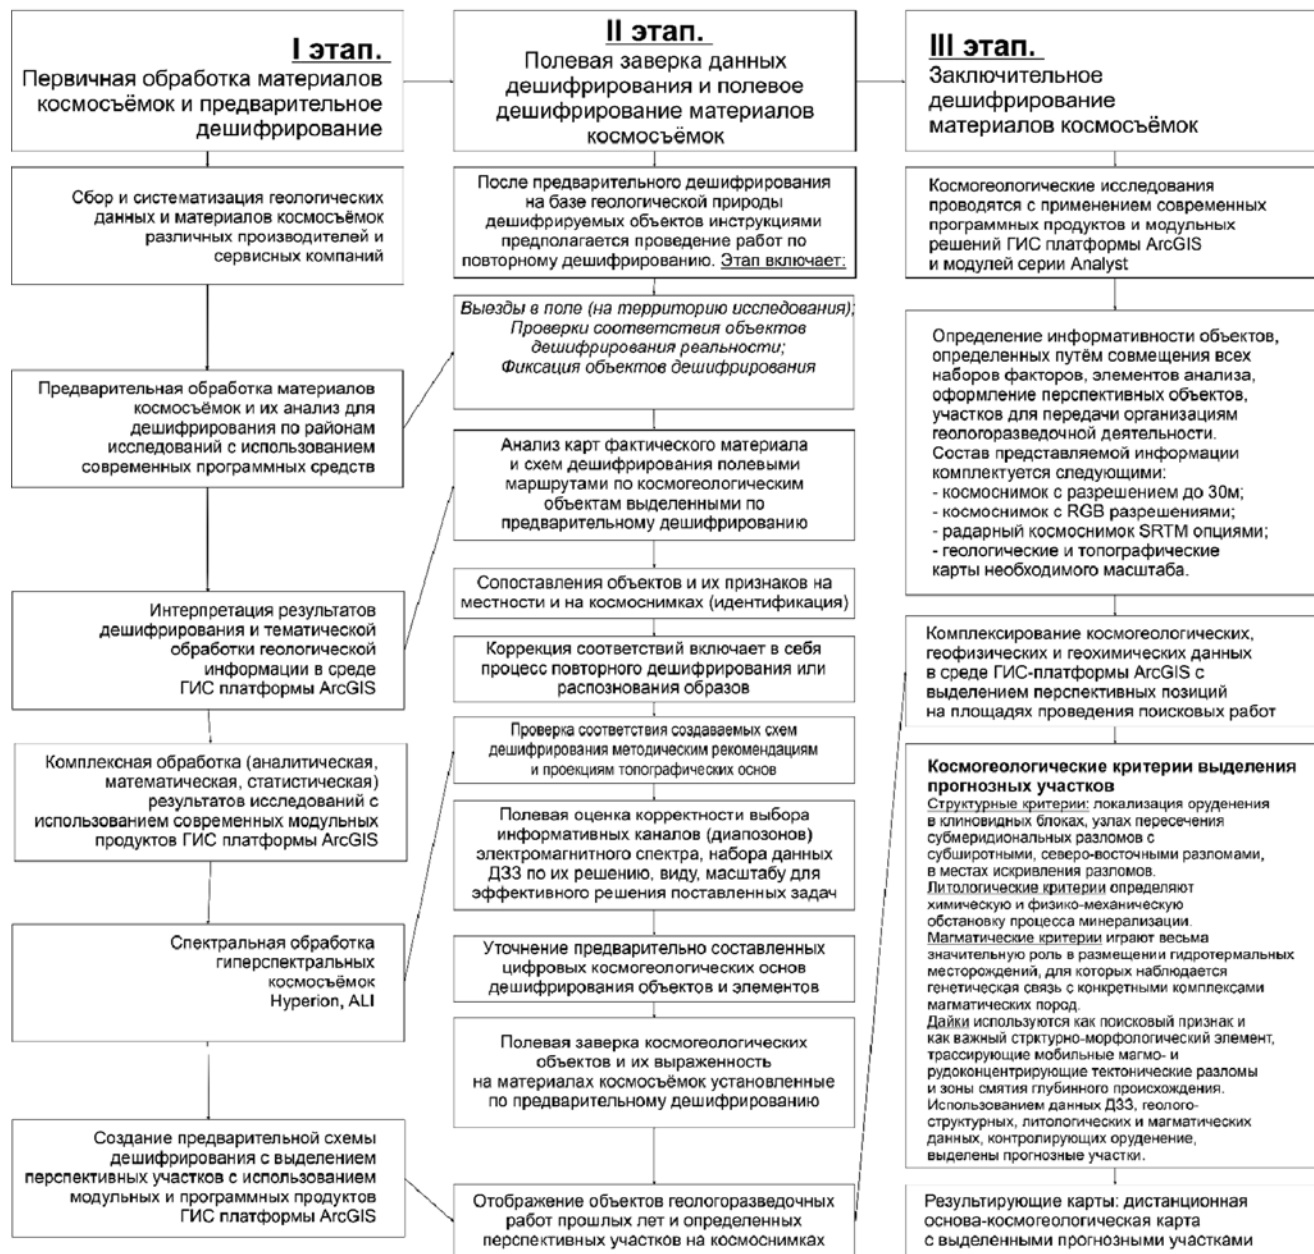 I этап.
Первичная обработка материалов
космосъёмок и предварительное
дешифрирование
Сбор и систематизация геологических
данных и материалов космосъёмок
различных производителей и
сервисных компаний
Предварительная обработка материалов
космосъёмок и их анализ для
дешифрирования по районам
исследований с использованием
современных программных средств
Интерпретация результатов
дешифрирования и тематической
обработки геологической
информации в среде
ГИС платформы ArcGIS
Комплексная обработка (аналитическая,
математическая, статистическая)
результатов исследований с
использованием современных модульных
продуктов ГИС платформы ArcGIS
Спектральная обработка
гиперспектральных
космосъёмок
Hyperion, ALI
Создание предварительной схемы
дешифрирования с выделением
перспективных участков с использованием
модульных и программных продуктов
ГИС платформы ArcGIS
II этап.
Полевая заверка данных
дешифрирования и полевое
дешифрирование материалов
космосъёмок
После предварительного дешифрирования
на базе геологической природы
дешифрируемых объектов инструкциями
предполагается проведение работ по
повторному дешифрированию. Этап включает:
Выезды в поле (на территорию исследования);
Проверки соответствия объектов
дешифрирования реальности;
Фиксация объектов дешифрирования
Анализ карт фактического материала
и схем дешифрирования полевыми
маршрутами по космогеологическим
объектам выделенными по
предварительному дешифрированию
Сопоставления объектов и их признаков на
местности и на космоснимках (идентификация)
Коррекция соответствий включает в себя
процесс повторного дешифрирования или
распознования образов
Проверка соответствия создаваемых схем
дешифрирования методическим рекомендациям
и проекциям топографических основ
Полевая оценка корректности выбора
информативных каналов (диапозонов)
электромагнитного спектра, набора данных
ДЗЗ по их решению, виду, масштабу для
эффективного решения поставленных задач
Уточнение предварительно составленных
цифровых космогеологических основ
дешифрирования объектов и элементов
Полевая заверка космогеологических
объектов и их выраженность
на материалах космосъёмок установленные
по предварительному дешифрированию
Отображение объектов геологоразведочных
работ прошлых лет и определенных
перспективных участков на космоснимках
III этап.
Заключительное
дешифрирование
материалов космосъёмок
Космогеологические исследования
проводятся с применением современных
программных продуктов и модульных
решений ГИС платформы ArcGIS
и модулей серии Analyst
Определение информативности объектов,
определенных путём совмещения всех
наборов факторов, элементов анализа,
оформление перспективных объектов,
участков для передачи организациям
геологоразведочной деятельности.
Состав представляемой информации
комплектуется следующими:
- космоснимок с разрешением до 30м;
- космоснимок с RGB разрешениями;
- радарный космоснимок SRTM опциями;
- геологические и топографические
карты необходимого масштаба.
Комплексирование космогеологических,
геофизических и геохимических данных
в среде ГИС-платформы ArcGIS с
выделением перспективных позиций
на площадях проведения поисковых работ
Космогеологические критерии выделения
прогнозных участков
Структурные критерии: локализация оруденения
в клиновидных блоках, узлах пересечения
субмеридиональных разломов с
субширотными, северо-восточными разломами,
в местах искривления разломов.
Литологические критерии определяют
химическую и физико-механическую
обстановку процесса минерализации.
Магматические критерии играют весьма
значительную роль в размещении гидротермальных
месторождений, для которых наблюдается
генетическая связь с конкретными комплексами
магматических пород.
Дайки используются как поисковый признак и
как важный стрктурно-морфологический элемент,
трассирующие мобильные магмо- и
рудоконцентрирующие тектонические разломы
и зоны смятия глубинного происхождения.
Использованием данных ДЗЗ, геолого-
структурных, литологических и магматических
данных, контролирующих оруденение,
выделены прогнозные участки.
Результирующие карты: дистанционная
основа-космогеологическая карта
с выделенными прогнозными участками